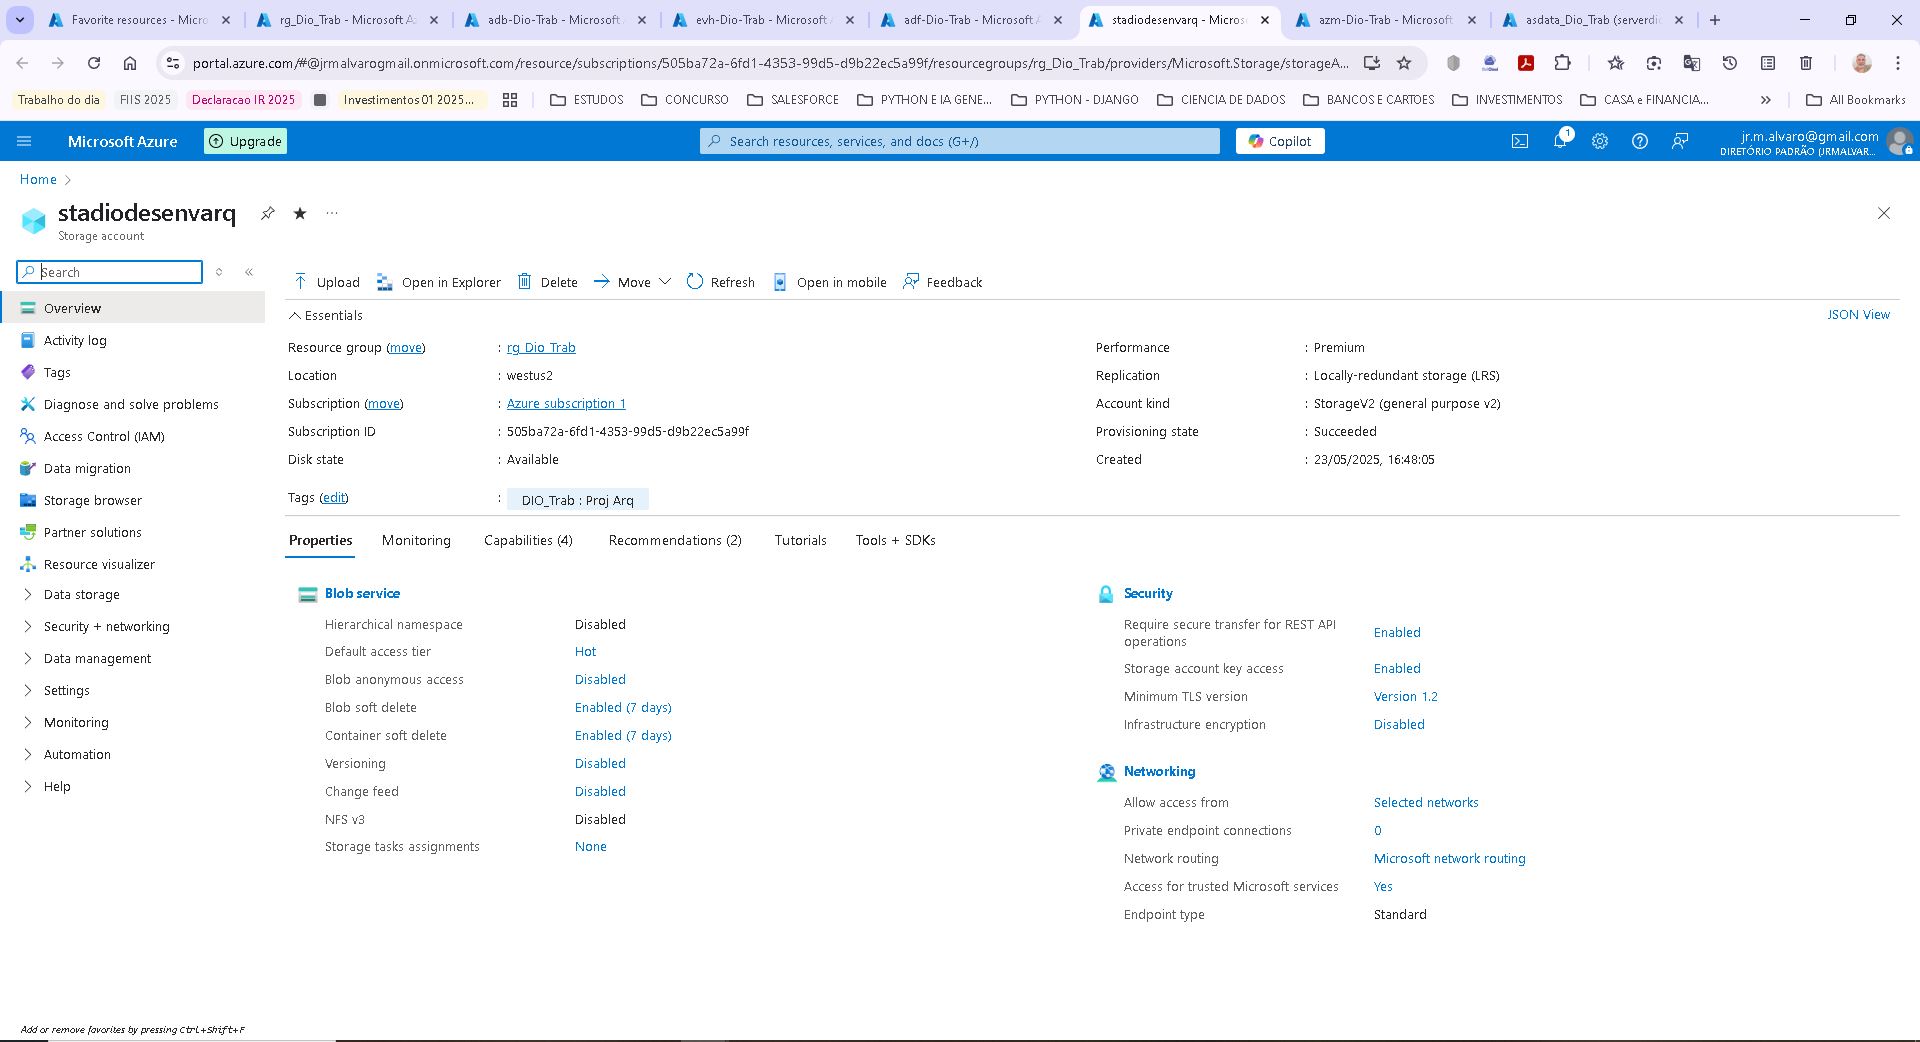 Favorite resources - Micro
rg_Dio_Trab - Microsoft A
adb-Dio-Trab - Microsoft
evh-Dio-Trab - Microsoft
adf-Dio-Trab - Microsoft A
stadiodesenvarq - Micros
azm-Dio-Trab - Microsoft
asdata_Dio_Trab (serverdi
portal.azure.com/#@jrmalvarogmail.onmicrosoft.com/resource/subscriptions/505ba72a-6fd1-4353-99d5-d9b22ec5a99f/resourcegroups/rg_Dio_Trab/providers/Microsoft.Storage/storageA...
Trabalho do dia
FIIS 2025
Declaracao IR 2025
Investimentos 01 2025...
ESTUDOS
CONCURSO
SALESFORCE
PYTHON E IA GENE...
PYTHON - DJANGO
CIENCIA DE DADOS
BANCOS E CARTOES
INVESTIMENTOS
CASA e FINANCIA...
All Bookmarks
Microsoft Azure
Upgrade
Search resources, services, and docs (G+/)
Copilot
1
jr.m.alvaro@gmail.com
DIRETÓRIO PADRÃO (JRMALVAR...
Home
stadiodesenvarq
Storage account
Search
Upload
Open in Explorer
Delete
Move
Refresh
Open in mobile
Feedback
Overview
Activity log
Tags
Diagnose and solve problems
Access Control (IAM)
Data migration
Storage browser
Partner solutions
Resource visualizer
Data storage
Security + networking
Data management
Settings
Monitoring
Automation
Help
Essentials
JSON View
Resource group (move) : rg_Dio_Trab
Location : westus2
Subscription (move) : Azure subscription 1
Subscription ID : 505ba72a-6fd1-4353-99d5-d9b22ec5a99f
Disk state : Available
Tags (edit) : DIO_Trab : Proj Arq
Performance : Premium
Replication : Locally-redundant storage (LRS)
Account kind : StorageV2 (general purpose v2)
Provisioning state : Succeeded
Created : 23/05/2025, 16:48:05
Properties
Monitoring
Capabilities (4)
Recommendations (2)
Tutorials
Tools + SDKs
Blob service
Hierarchical namespace Disabled
Default access tier Hot
Blob anonymous access Disabled
Blob soft delete Enabled (7 days)
Container soft delete Enabled (7 days)
Versioning Disabled
Change feed Disabled
NFS v3 Disabled
Storage tasks assignments None
Security
Require secure transfer for REST API
operations Enabled
Storage account key access Enabled
Minimum TLS version Version 1.2
Infrastructure encryption Disabled
Networking
Allow access from Selected networks
Private endpoint connections 0
Network routing Microsoft network routing
Access for trusted Microsoft services Yes
Endpoint type Standard
Add or remove favorites by pressing Ctrl+Shift+F